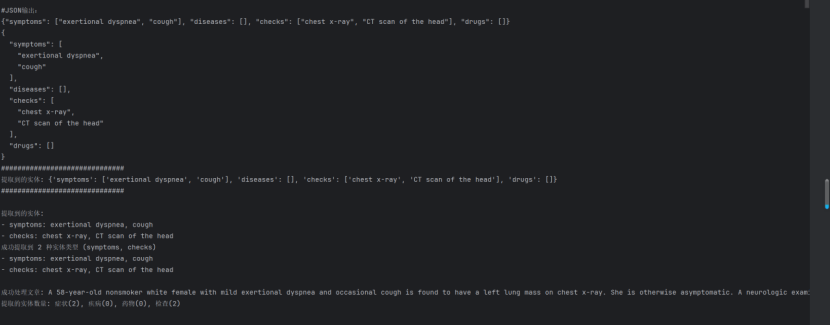 #JSON输出:
{"symptoms": ["exertional dyspnea", "cough"], "diseases": [], "checks": ["chest x-ray", "CT scan of the head"], "drugs": []}
{
"symptoms": [
"exertional dyspnea",
"cough"
],
"diseases": [],
"checks": [
"chest x-ray",
"CT scan of the head"
],
"drugs": []
}
##############################
提取到的实体: {'symptoms': ['exertional dyspnea', 'cough'], 'diseases': [], 'checks': ['chest x-ray', 'CT scan of the head'], 'drugs': []}
##############################
提取到的实体:
- symptoms: exertional dyspnea, cough
- checks: chest x-ray, CT scan of the head
成功提取到 2 种实体类型 (symptoms, checks)
- symptoms: exertional dyspnea, cough
- checks: chest x-ray, CT scan of the head
成功处理文章: A 50-year-old nonsmoker white female with mild exertional dyspnea and occasional cough is found to have a left lung mass on chest x-ray. She is otherwise asymptomatic. A neurologic exami
提取的实体数量: 症状(2), 疾病(0), 药物(0), 检查(2)